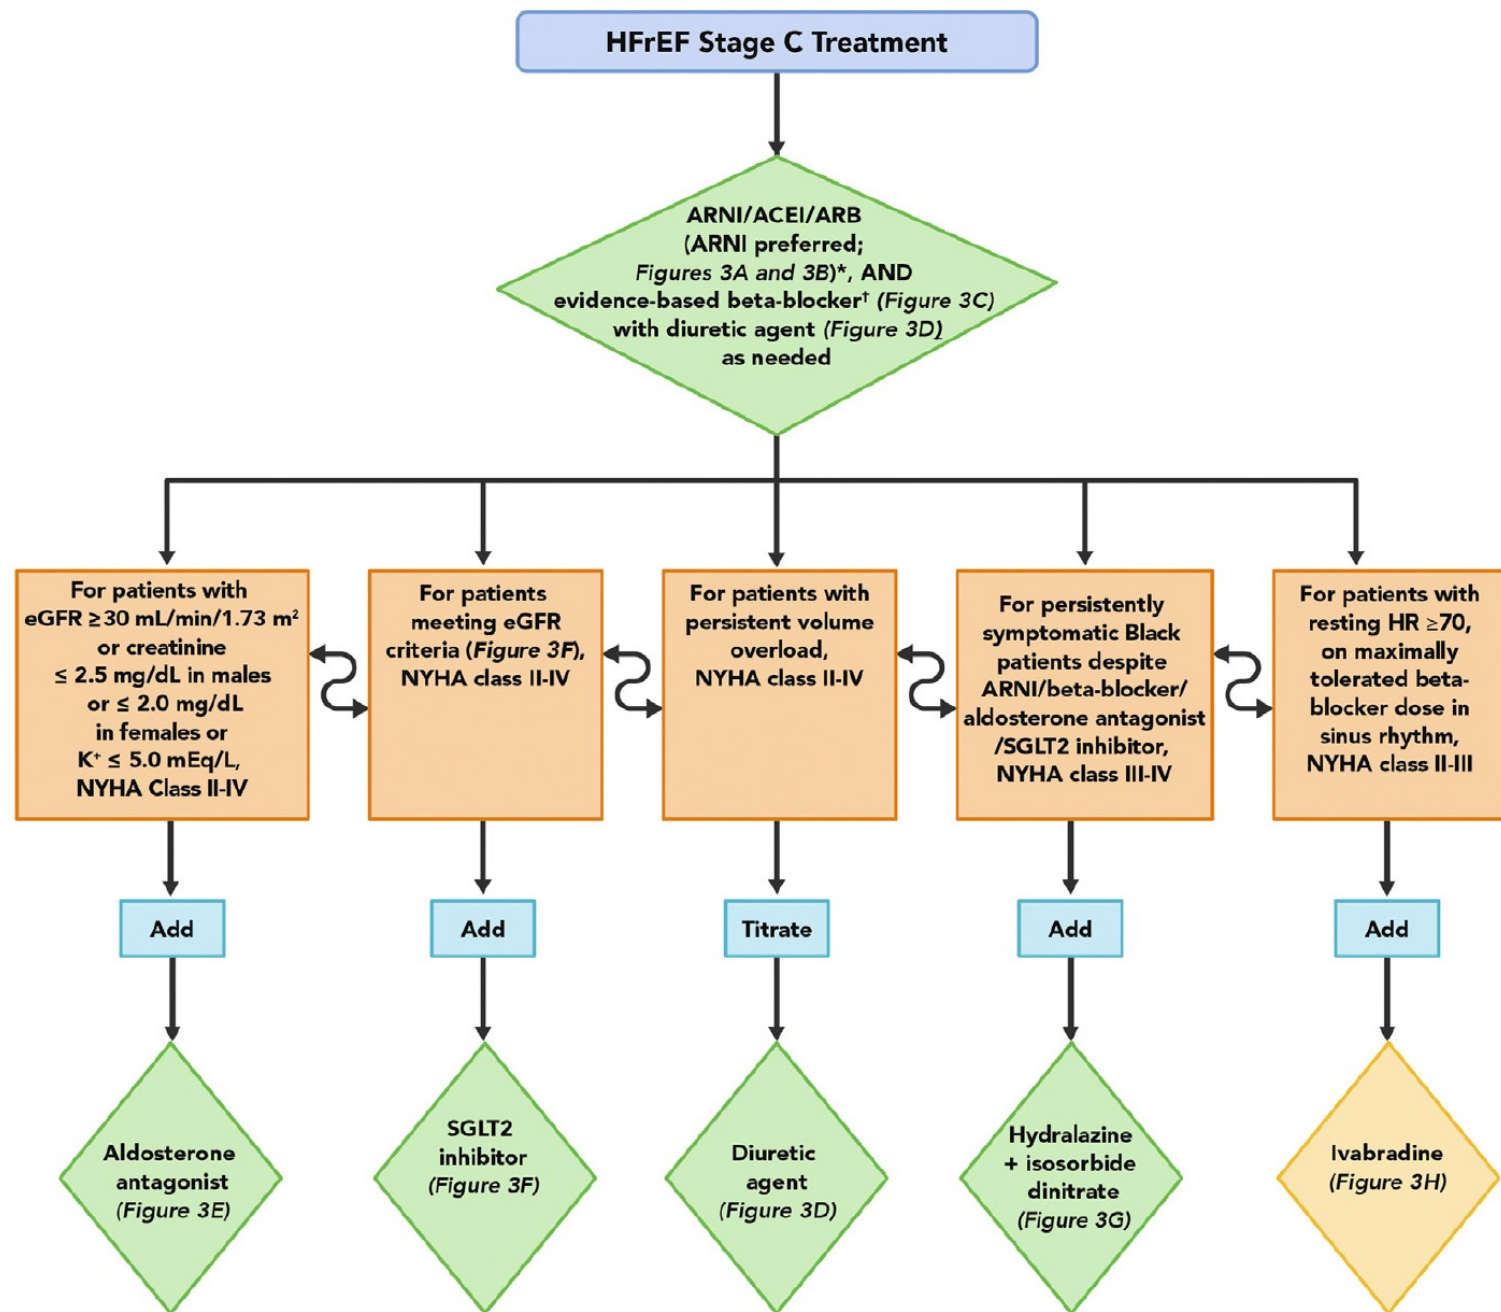 HFrEF Stage C Treatment
ARNI/ACEI/ARB
(ARNI preferred;
Figures 3A and 3B)*, AND
evidence-based beta-blocker† (Figure 3C)
with diuretic agent (Figure 3D)
as needed
For patients with
eGFR ≥30 mL/min/1.73 m²
or creatinine
≤ 2.5 mg/dL in males
or ≤ 2.0 mg/dL
in females or
K⁺ ≤ 5.0 mEq/L,
NYHA Class II-IV
For patients
meeting eGFR
criteria (Figure 3F),
NYHA class II-IV
For patients with
persistent volume
overload,
NYHA class II-IV
For persistently
symptomatic Black
patients despite
ARNI/beta-blocker/
aldosterone antagonist
/SGLT2 inhibitor,
NYHA class III-IV
For patients with
resting HR ≥70,
on maximally
tolerated beta-
blocker dose in
sinus rhythm,
NYHA class II-III
Add
Add
Titrate
Add
Add
Aldosterone
antagonist
(Figure 3E)
SGLT2
inhibitor
(Figure 3F)
Diuretic
agent
(Figure 3D)
Hydralazine
+ isosorbide
dinitrate
(Figure 3G)
Ivabradine
(Figure 3H)